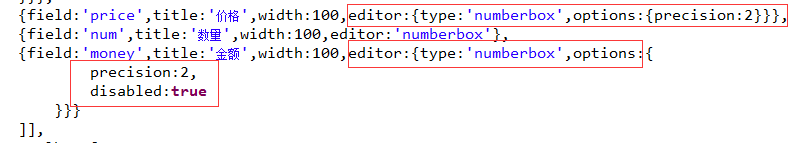 {field:'price',title:'价格',width:100,editor:{type:'numberbox',options:{precision:2}}},
{field:'num',title:'数量',width:100,editor:'numberbox'},
{field:'money',title:'金额',width:100,editor:{type:'numberbox',options:{
precision:2,
disabled:true
}}}
]],